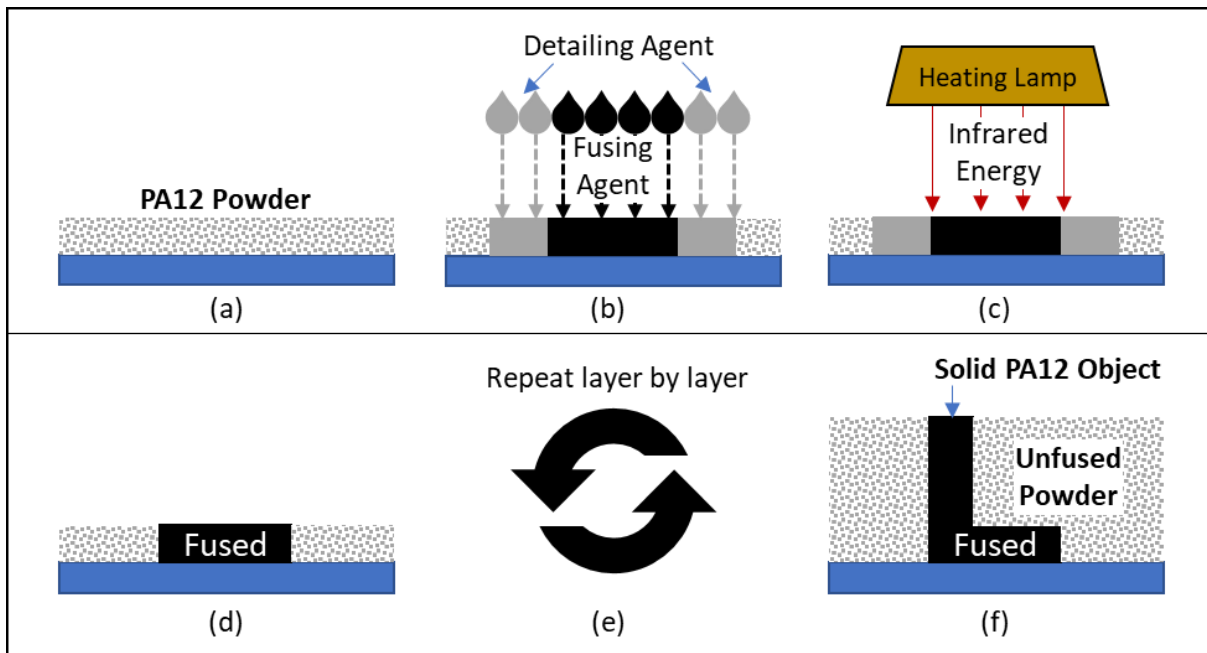 Detailing Agent
Heating Lamp
Fusing
Agent
Infrared
Energy
PA12 Powder
(a)
(b)
(c)
Repeat layer by layer
Solid PA12 Object
Unfused
Powder
Fused
Fused
(d)
(e)
(f)